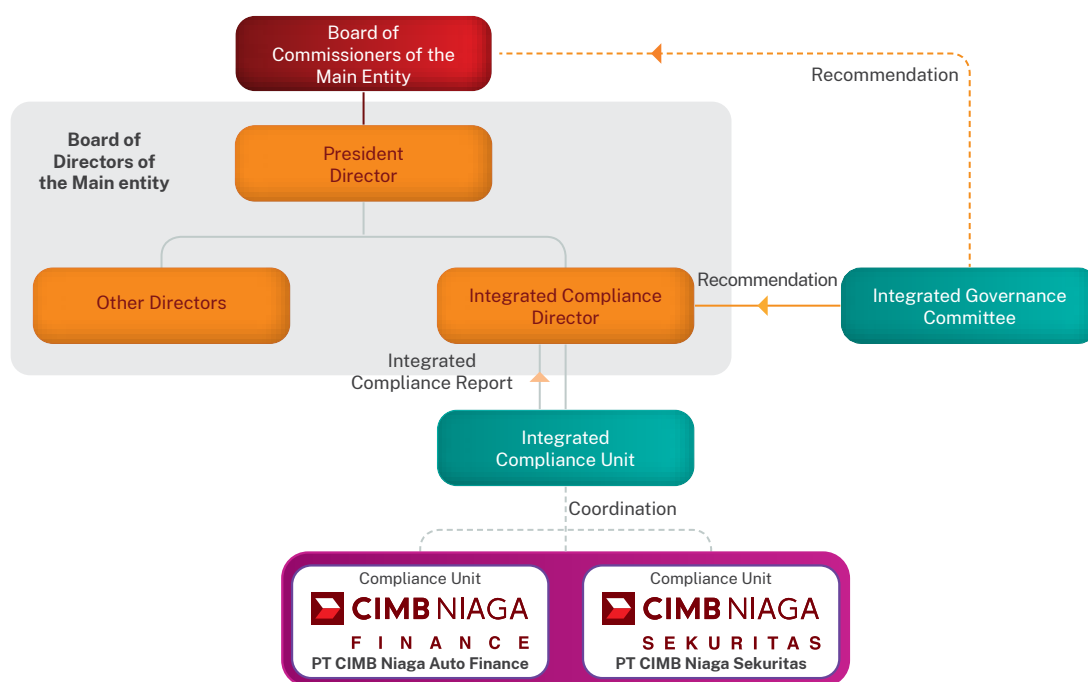 Board of
Commissioners of the
Main Entity
Recommendation
Board of
Directors of
the Main entity
President
Director
Other Directors
Integrated Compliance
Director
Recommendation
Integrated Governance
Committee
Integrated
Compliance Report
Integrated
Compliance Unit
Coordination
Compliance Unit
CIMB NIAGA
FINANCE
PT CIMB Niaga Auto Finance
Compliance Unit
CIMB NIAGA
SEKURITAS
PT CIMB Niaga Sekuritas